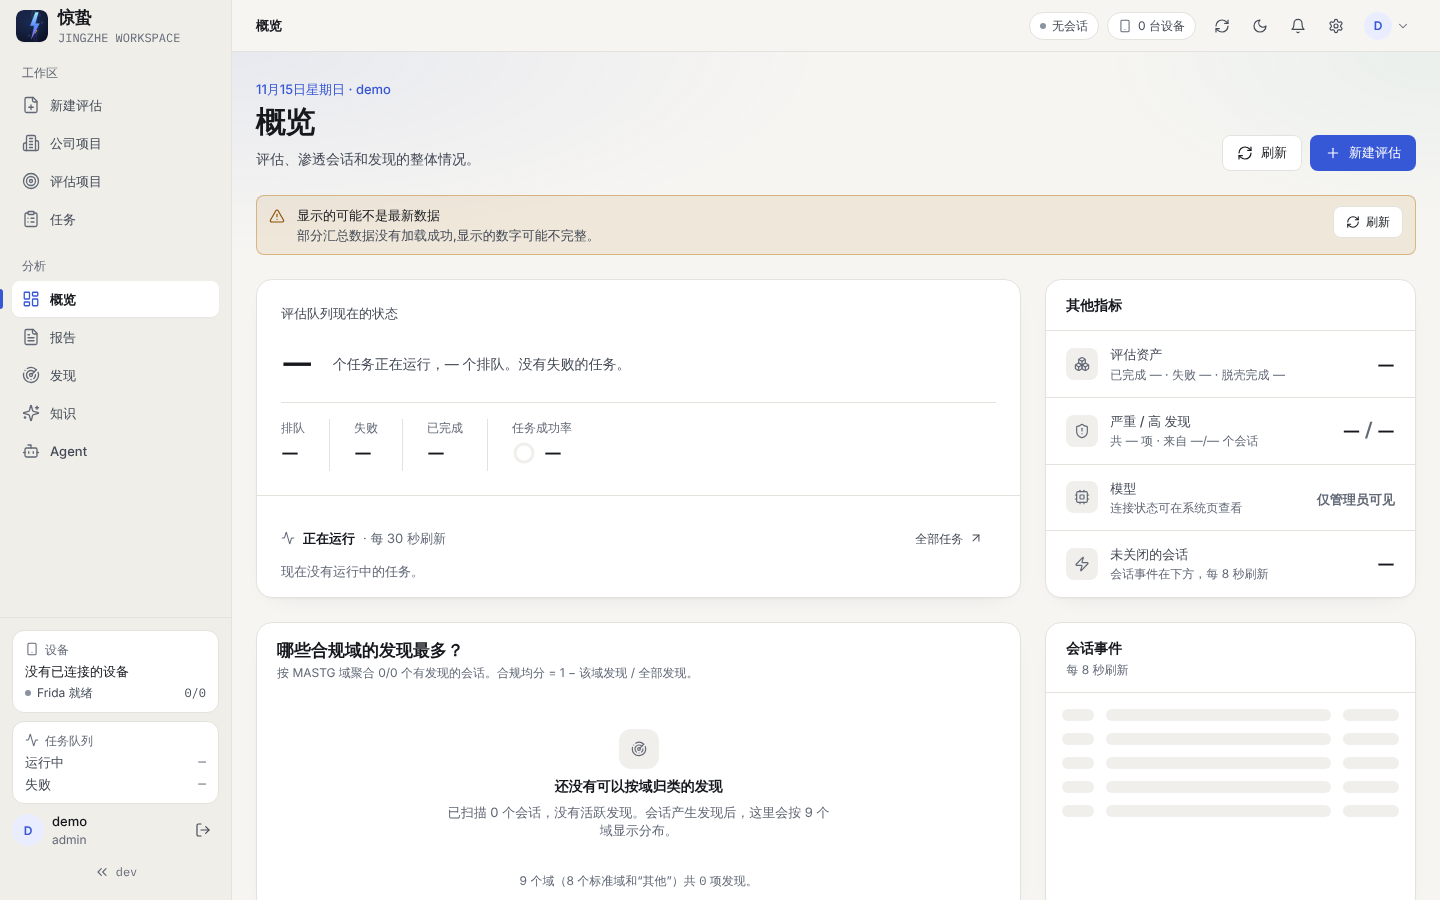 惊蛰
JINGZHE WORKSPACE
工作区
新建评估
公司项目
评估项目
任务
分析
概览
报告
发现
知识
Agent
设备
没有已连接的设备
Frida 就绪 0/0
任务队列
运行中 —
失败 —
D demo
admin
dev
概览
无会话
0 台设备
D
11月15日星期日 · demo
概览
评估、渗透会话和发现的整体情况。
刷新
新建评估
显示的可能不是最新数据
部分汇总数据没有加载成功,显示的数字可能不完整。
刷新
评估队列现在的状态
— 个任务正在运行，— 个排队。没有失败的任务。
排队 失败 已完成 任务成功率
— — — —
正在运行 · 每 30 秒刷新
全部任务
现在没有运行中的任务。
其他指标
评估资产
已完成 — · 失败 — · 脱壳完成 —
—
严重 / 高 发现
共 — 项 · 来自 —/— 个会话
— / —
模型
连接状态可在系统页查看
仅管理员可见
未关闭的会话
会话事件在下方，每 8 秒刷新
—
哪些合规域的发现最多？
按 MASTG 域聚合 0/0 个有发现的会话。合规均分 = 1 − 该域发现 / 全部发现。
还没有可以按域归类的发现
已扫描 0 个会话，没有活跃发现。会话产生发现后，这里会按 9 个
域显示分布。
9 个域（8 个标准域和“其他”）共 0 项发现。
会话事件
每 8 秒刷新